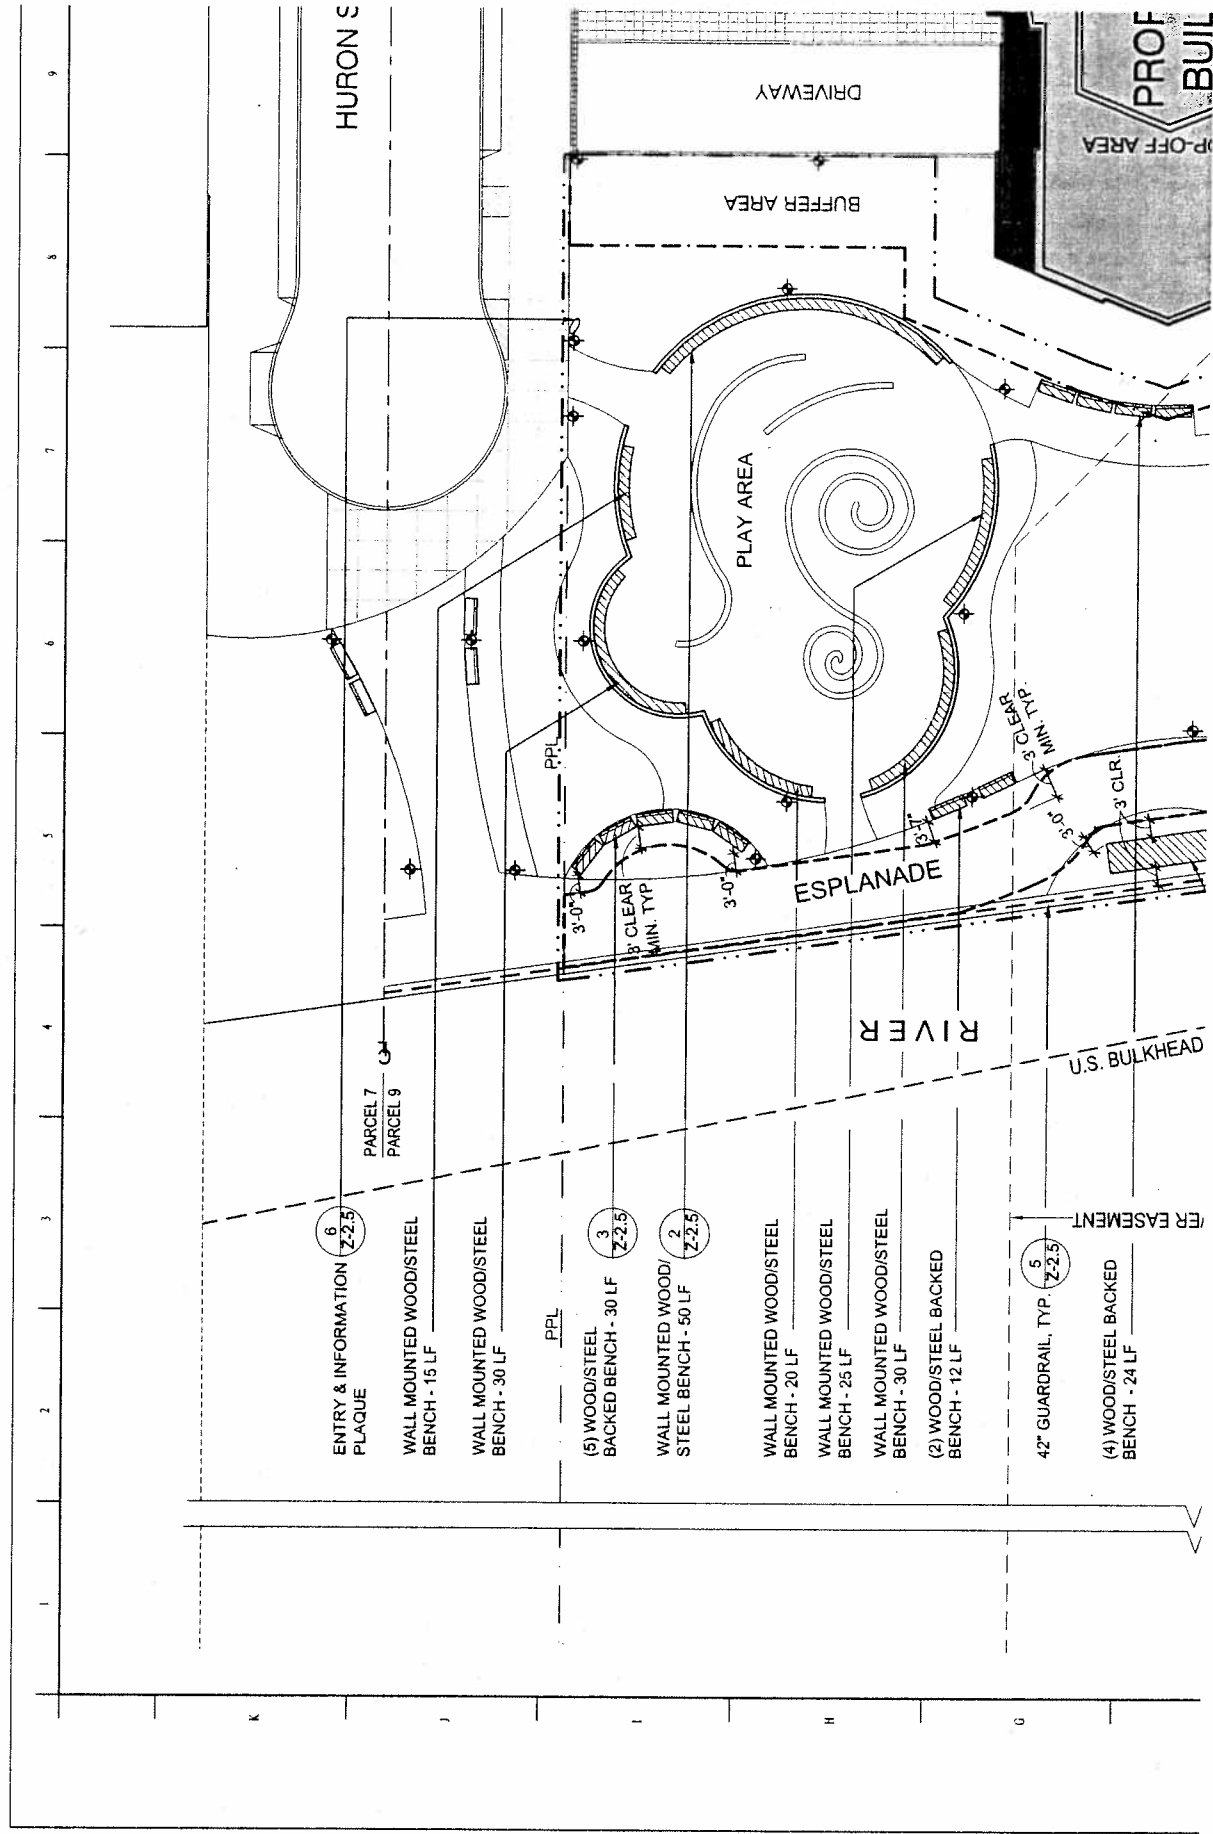 9
8
7
6
5
4
3
2
1
K
J
I
H
G
HURON S
DRIVEWAY
BUFFER AREA
PROP
BUIL
OP-OFF AREA
PLAY AREA
PPL
3' CLEAR
MIN. TYP.
3'-7"
3'-0"
3' CLR.
3'-0"
3' CLEAR
MIN. TYP
3'-0"
ESPLANADE
RIVER
U.S. BULKHEAD
PARCEL 7
PARCEL 9
ENTRY & INFORMATION
PLAQUE
6
Z-2.5
WALL MOUNTED WOOD/STEEL
BENCH - 15 LF
WALL MOUNTED WOOD/STEEL
BENCH - 30 LF
PPL
(5) WOOD/STEEL
BACKED BENCH - 30 LF
3
Z-2.5
WALL MOUNTED WOOD/
STEEL BENCH - 50 LF
2
Z-2.5
WALL MOUNTED WOOD/STEEL
BENCH - 20 LF
WALL MOUNTED WOOD/STEEL
BENCH - 25 LF
WALL MOUNTED WOOD/STEEL
BENCH - 30 LF
(2) WOOD/STEEL BACKED
BENCH - 12 LF
42" GUARDRAIL, TYP.
5
Z-2.5
(4) WOOD/STEEL BACKED
BENCH - 24 LF
VER EASEMENT